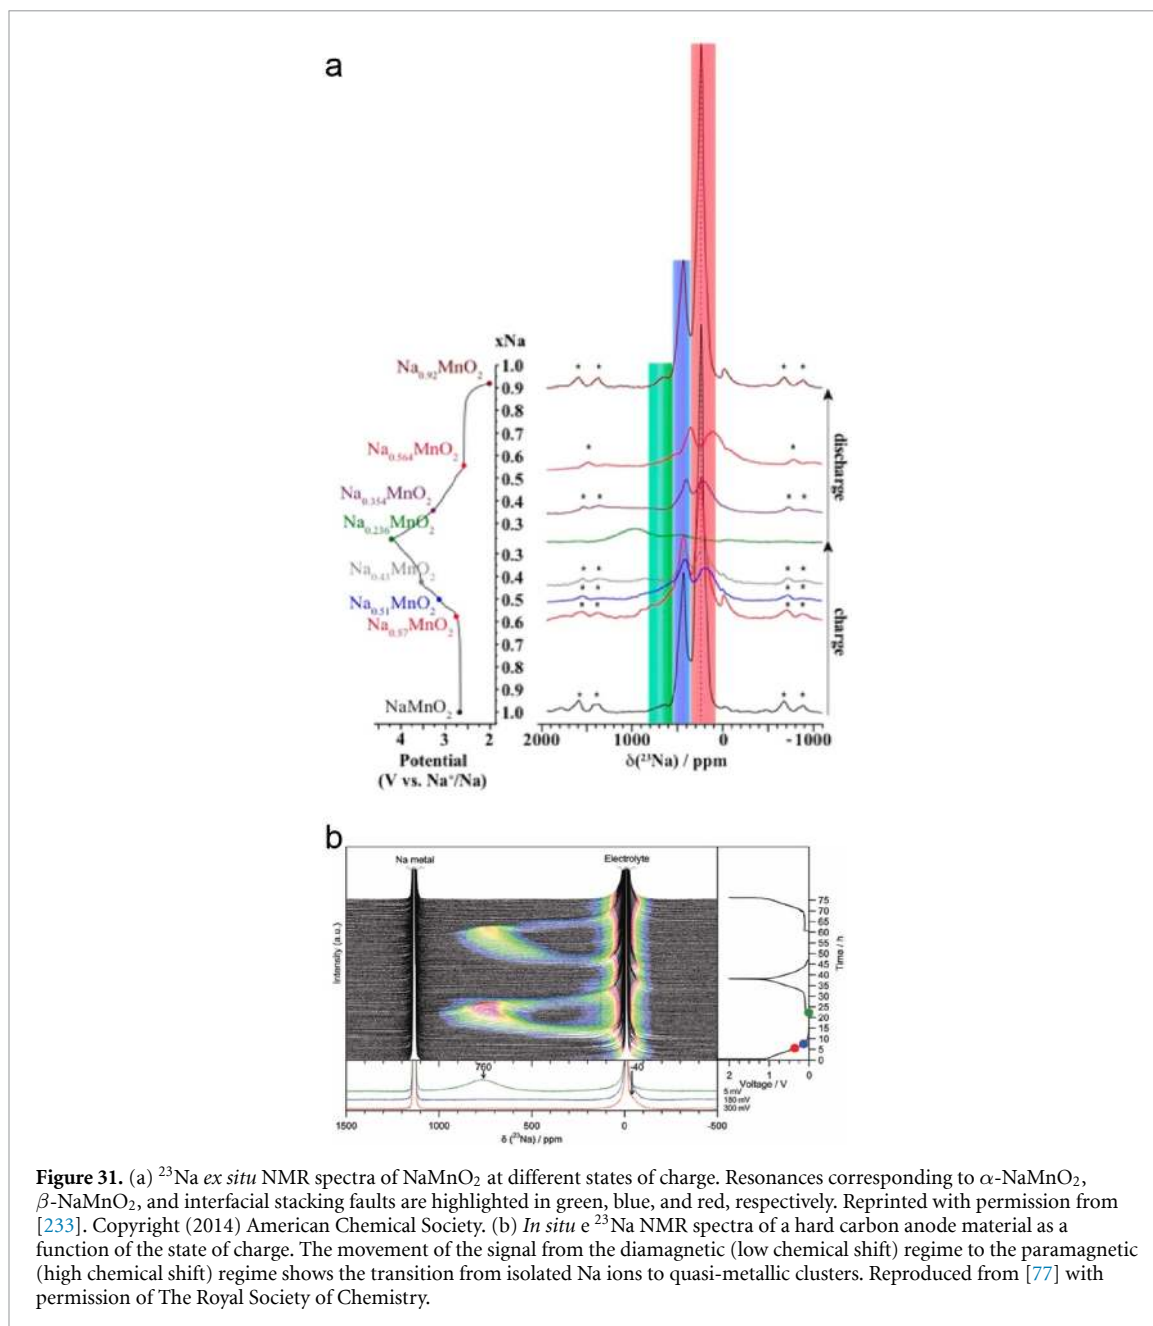 a
xNa
Na0.92MnO2
1.0
0.9
0.8
0.7
Na0.564MnO2
0.6
0.5
Na0.354MnO2
0.4
Na0.236MnO2
0.3
0.3
Na0.43MnO2
0.4
Na0.51MnO2
0.5
Na0.57MnO2
0.6
0.7
0.8
0.9
NaMnO2
1.0
discharge
charge
* * * *
* *
* * * *
* * * *
* * * *
* * * *
* * * *
4 3 2
Potential
(V vs. Na+/Na)
2000 1000 0 -1000
δ(²³Na) / ppm
b
Na metal
Electrolyte
Intensity (a.u.)
75
70
65
60
55
50
45
40
35
30
25
20
15
10
5
0
Time / h
760
-40
2 1 0
Voltage / V
5 mV
180 mV
300 mV
1500 1000 500 0 -500
δ (²³Na) / ppm
Figure 31. (a) ²³Na ex situ NMR spectra of NaMnO2 at different states of charge. Resonances corresponding to α-NaMnO2,
β-NaMnO2, and interfacial stacking faults are highlighted in green, blue, and red, respectively. Reprinted with permission from
[233]. Copyright (2014) American Chemical Society. (b) In situ e ²³Na NMR spectra of a hard carbon anode material as a
function of the state of charge. The movement of the signal from the diamagnetic (low chemical shift) regime to the paramagnetic
(high chemical shift) regime shows the transition from isolated Na ions to quasi-metallic clusters. Reproduced from [77] with
permission of The Royal Society of Chemistry.